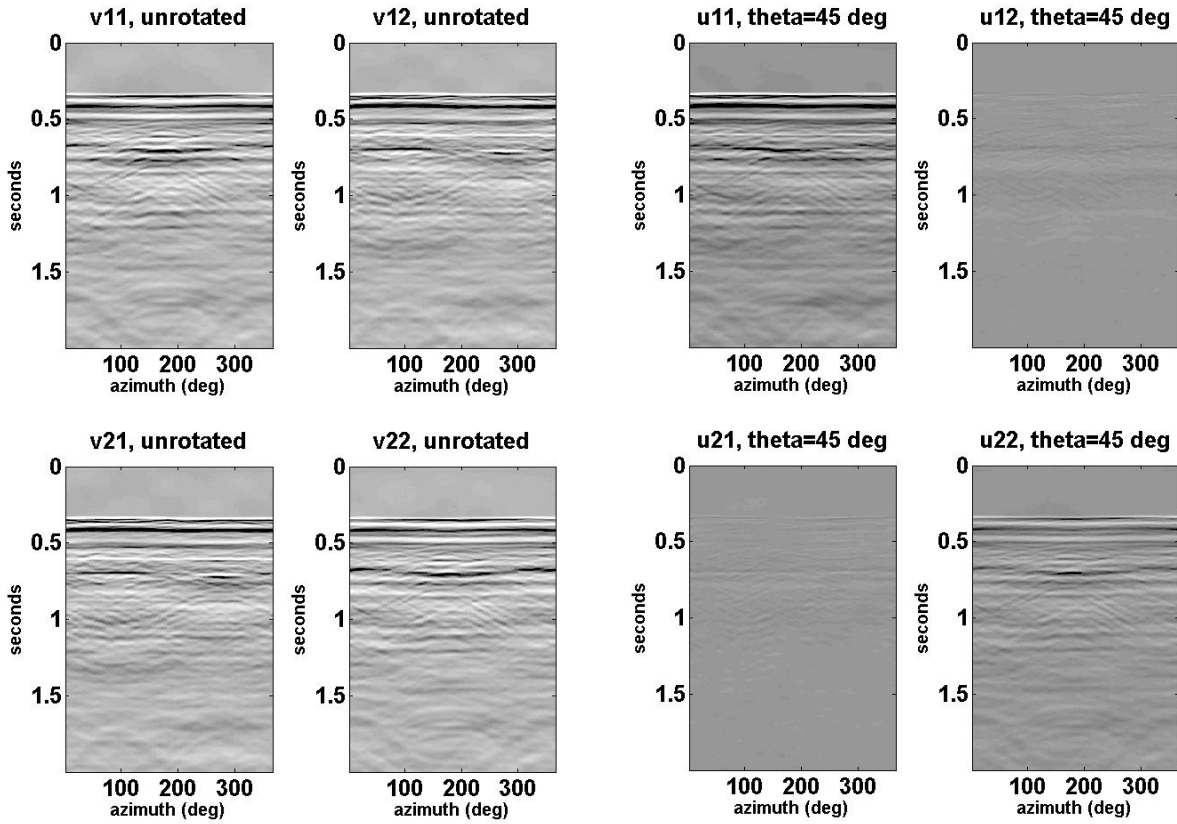 v11, unrotated
0
0.5
1
1.5
seconds
100 200 300
azimuth (deg)
v12, unrotated
0
0.5
1
1.5
seconds
100 200 300
azimuth (deg)
u11, theta=45 deg
0
0.5
1
1.5
seconds
100 200 300
azimuth (deg)
u12, theta=45 deg
0
0.5
1
1.5
seconds
100 200 300
azimuth (deg)
v21, unrotated
0
0.5
1
1.5
seconds
100 200 300
azimuth (deg)
v22, unrotated
0
0.5
1
1.5
seconds
100 200 300
azimuth (deg)
u21, theta=45 deg
0
0.5
1
1.5
seconds
100 200 300
azimuth (deg)
u22, theta=45 deg
0
0.5
1
1.5
seconds
100 200 300
azimuth (deg)